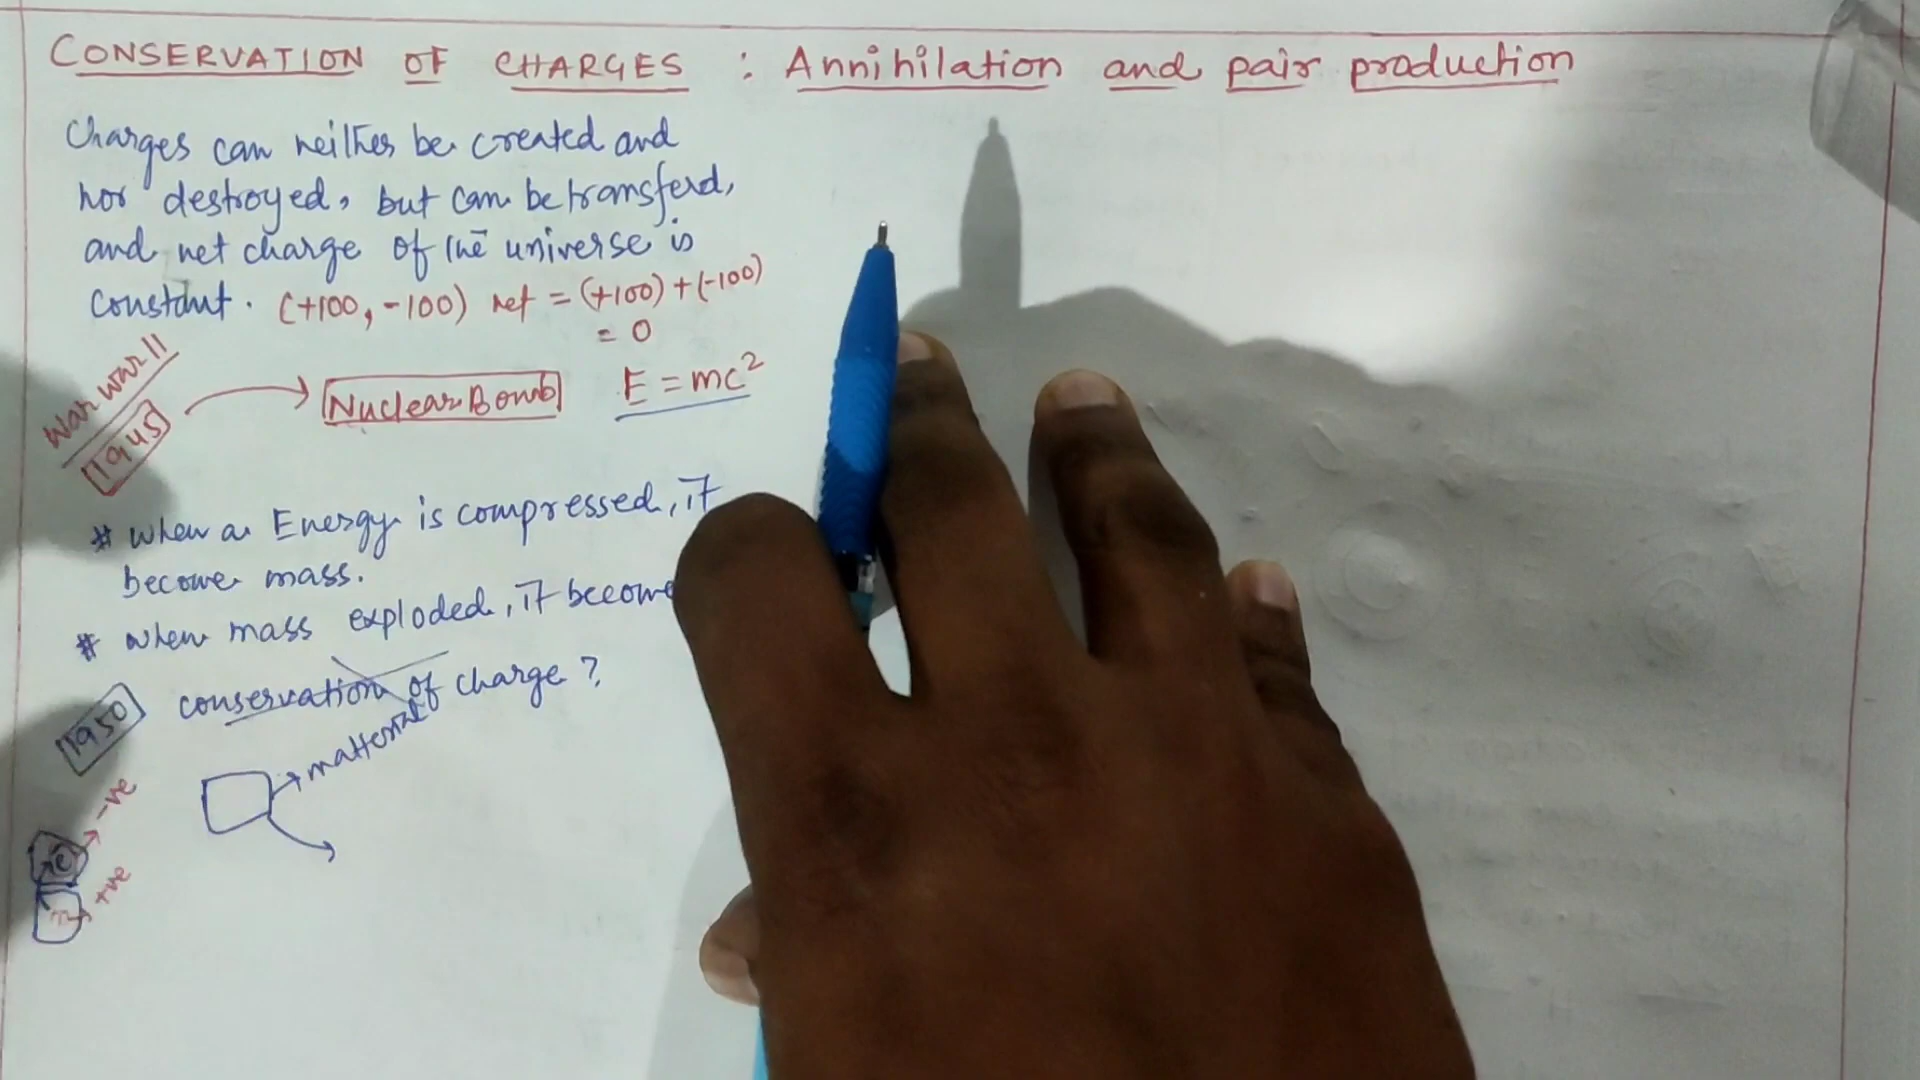 CONSERVATION OF CHARGES : Annihilation and pair production
Charges can neither be created and
nor destroyed, but can be transferd,
and net charge of the universe is
constant. (+100, -100) net = (+100) + (-100)
= 0
War war II
1945
Nuclear Bomb
E = mc²
# when a Energy is compressed, it
become mass.
# when mass exploded, it become
1950
conservation of charge ?
matterial
-ve
+ve